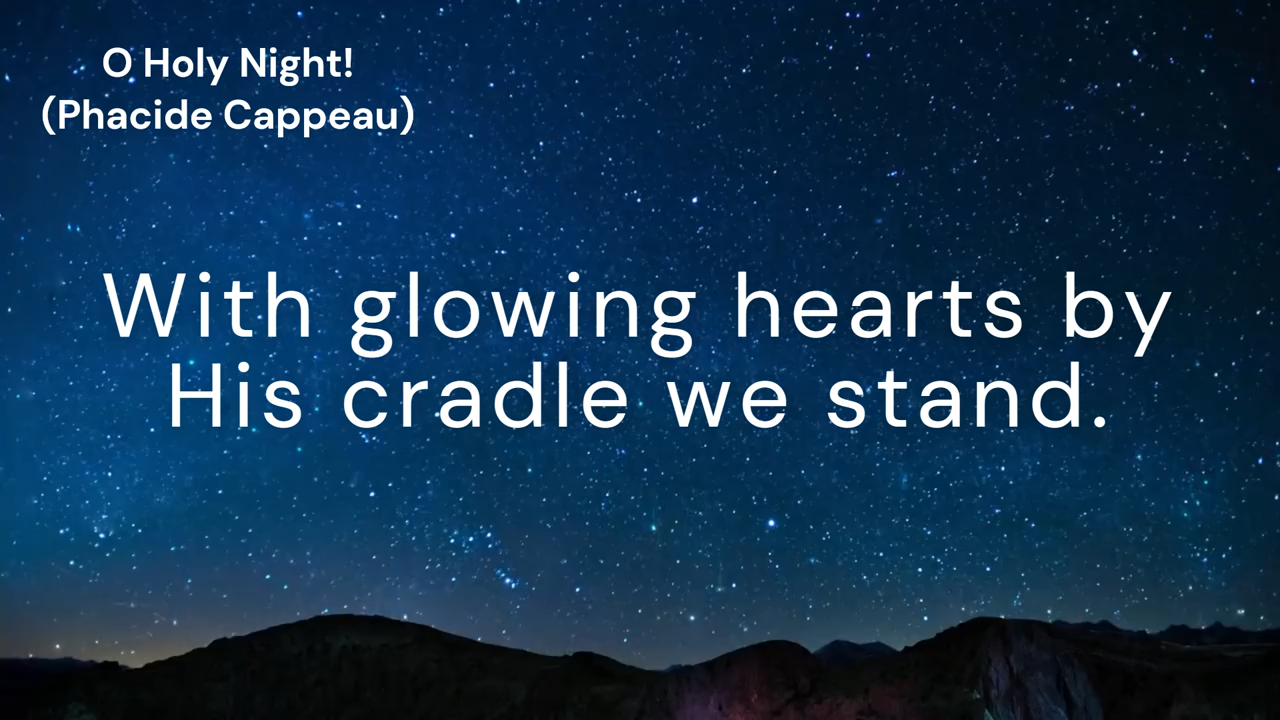 O Holy Night!
(Phacide Cappeau)
With glowing hearts by
His cradle we stand.